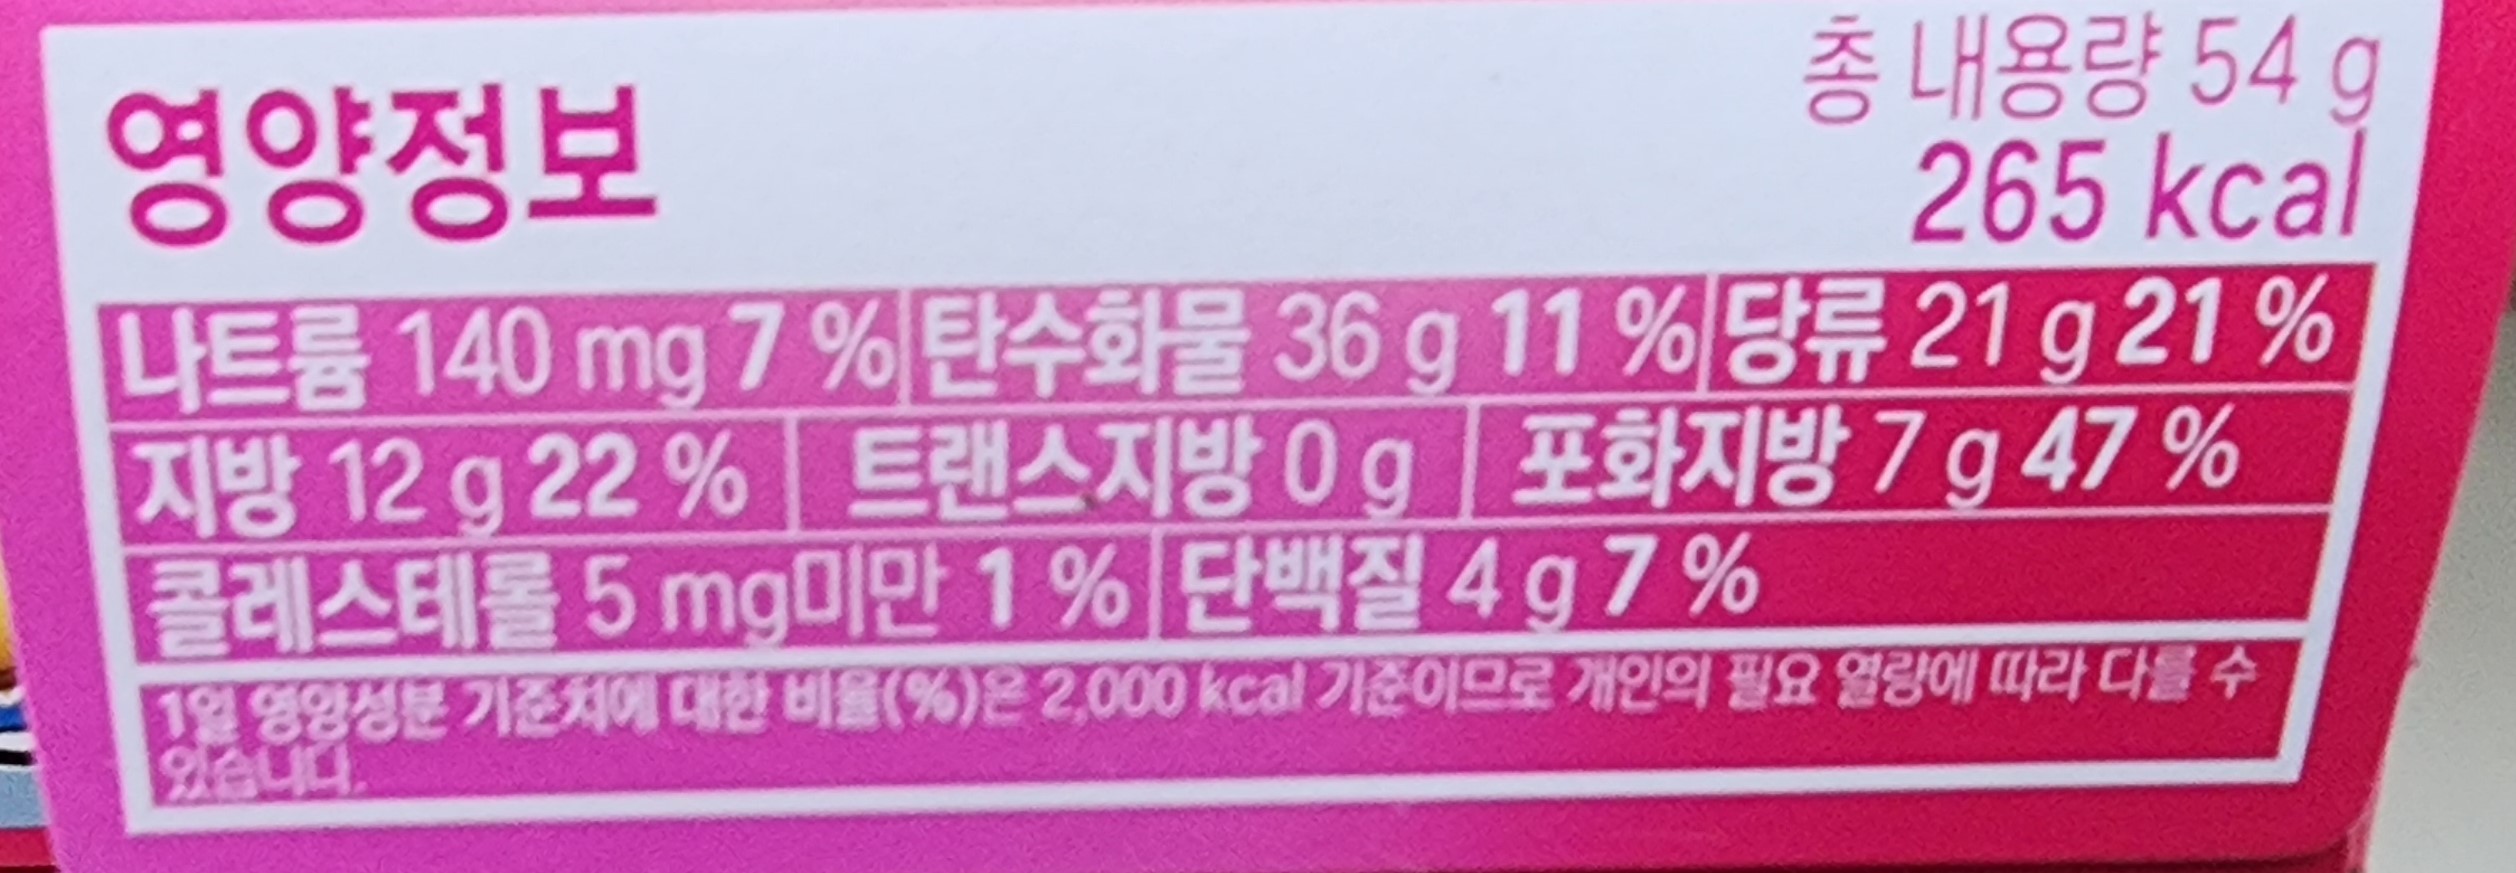 총 내용량 54 g
영양정보
265 kcal
나트륨 140 mg 7 % 탄수화물 36 g 11 % 당류 21 g 21 %
지방 12 g 22 % 트랜스지방 0 g 포화지방 7 g 47 %
콜레스테롤 5 mg미만 1 % 단백질 4 g 7 %
1일 영양성분 기준치에 대한 비율(%)은 2,000 kcal 기준이므로 개인의 필요 열량에 따라 다를 수
있습니다.